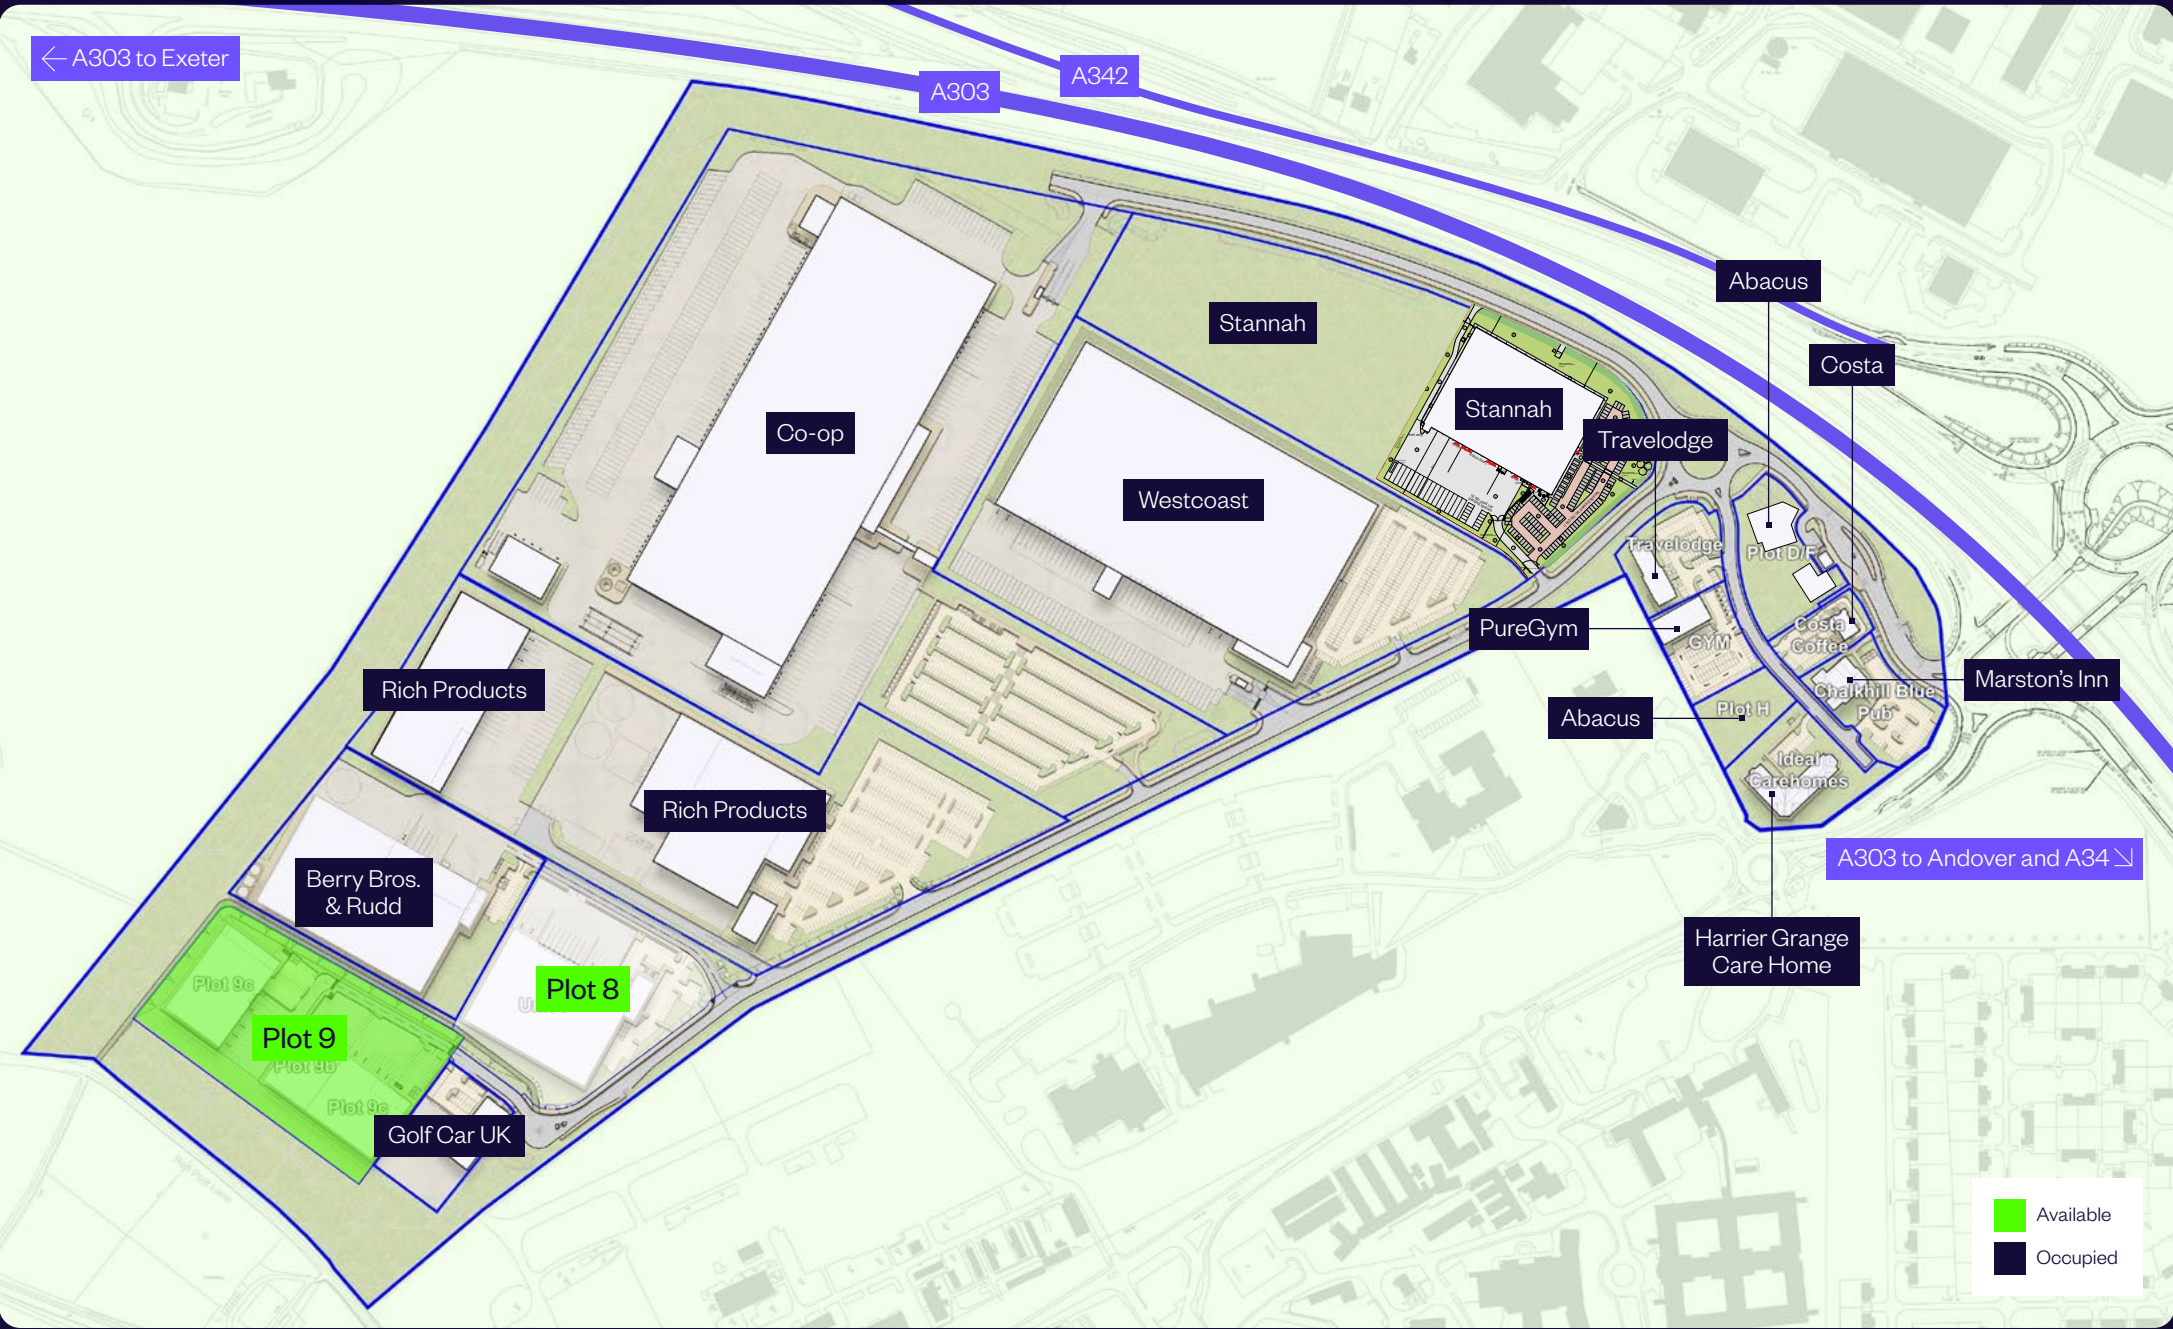 ← A303 to Exeter
A342
A303
Abacus
Stannah
Costa
Stannah
Co-op
Travelodge
Westcoast
Travelodge
Plot D/F
PureGym
Costa
Coffee
GYM
Rich Products
Marston's Inn
Chalkhill Blue
Pub
Abacus
Plot H
Ideal
Carehomes
Rich Products
A303 to Andover and A34 ↘
Berry Bros.
& Rudd
Harrier Grange
Care Home
Plot 9c
Plot 8
Plot 9
Plot 9b
Plot 9c
Golf Car UK
Available
Occupied